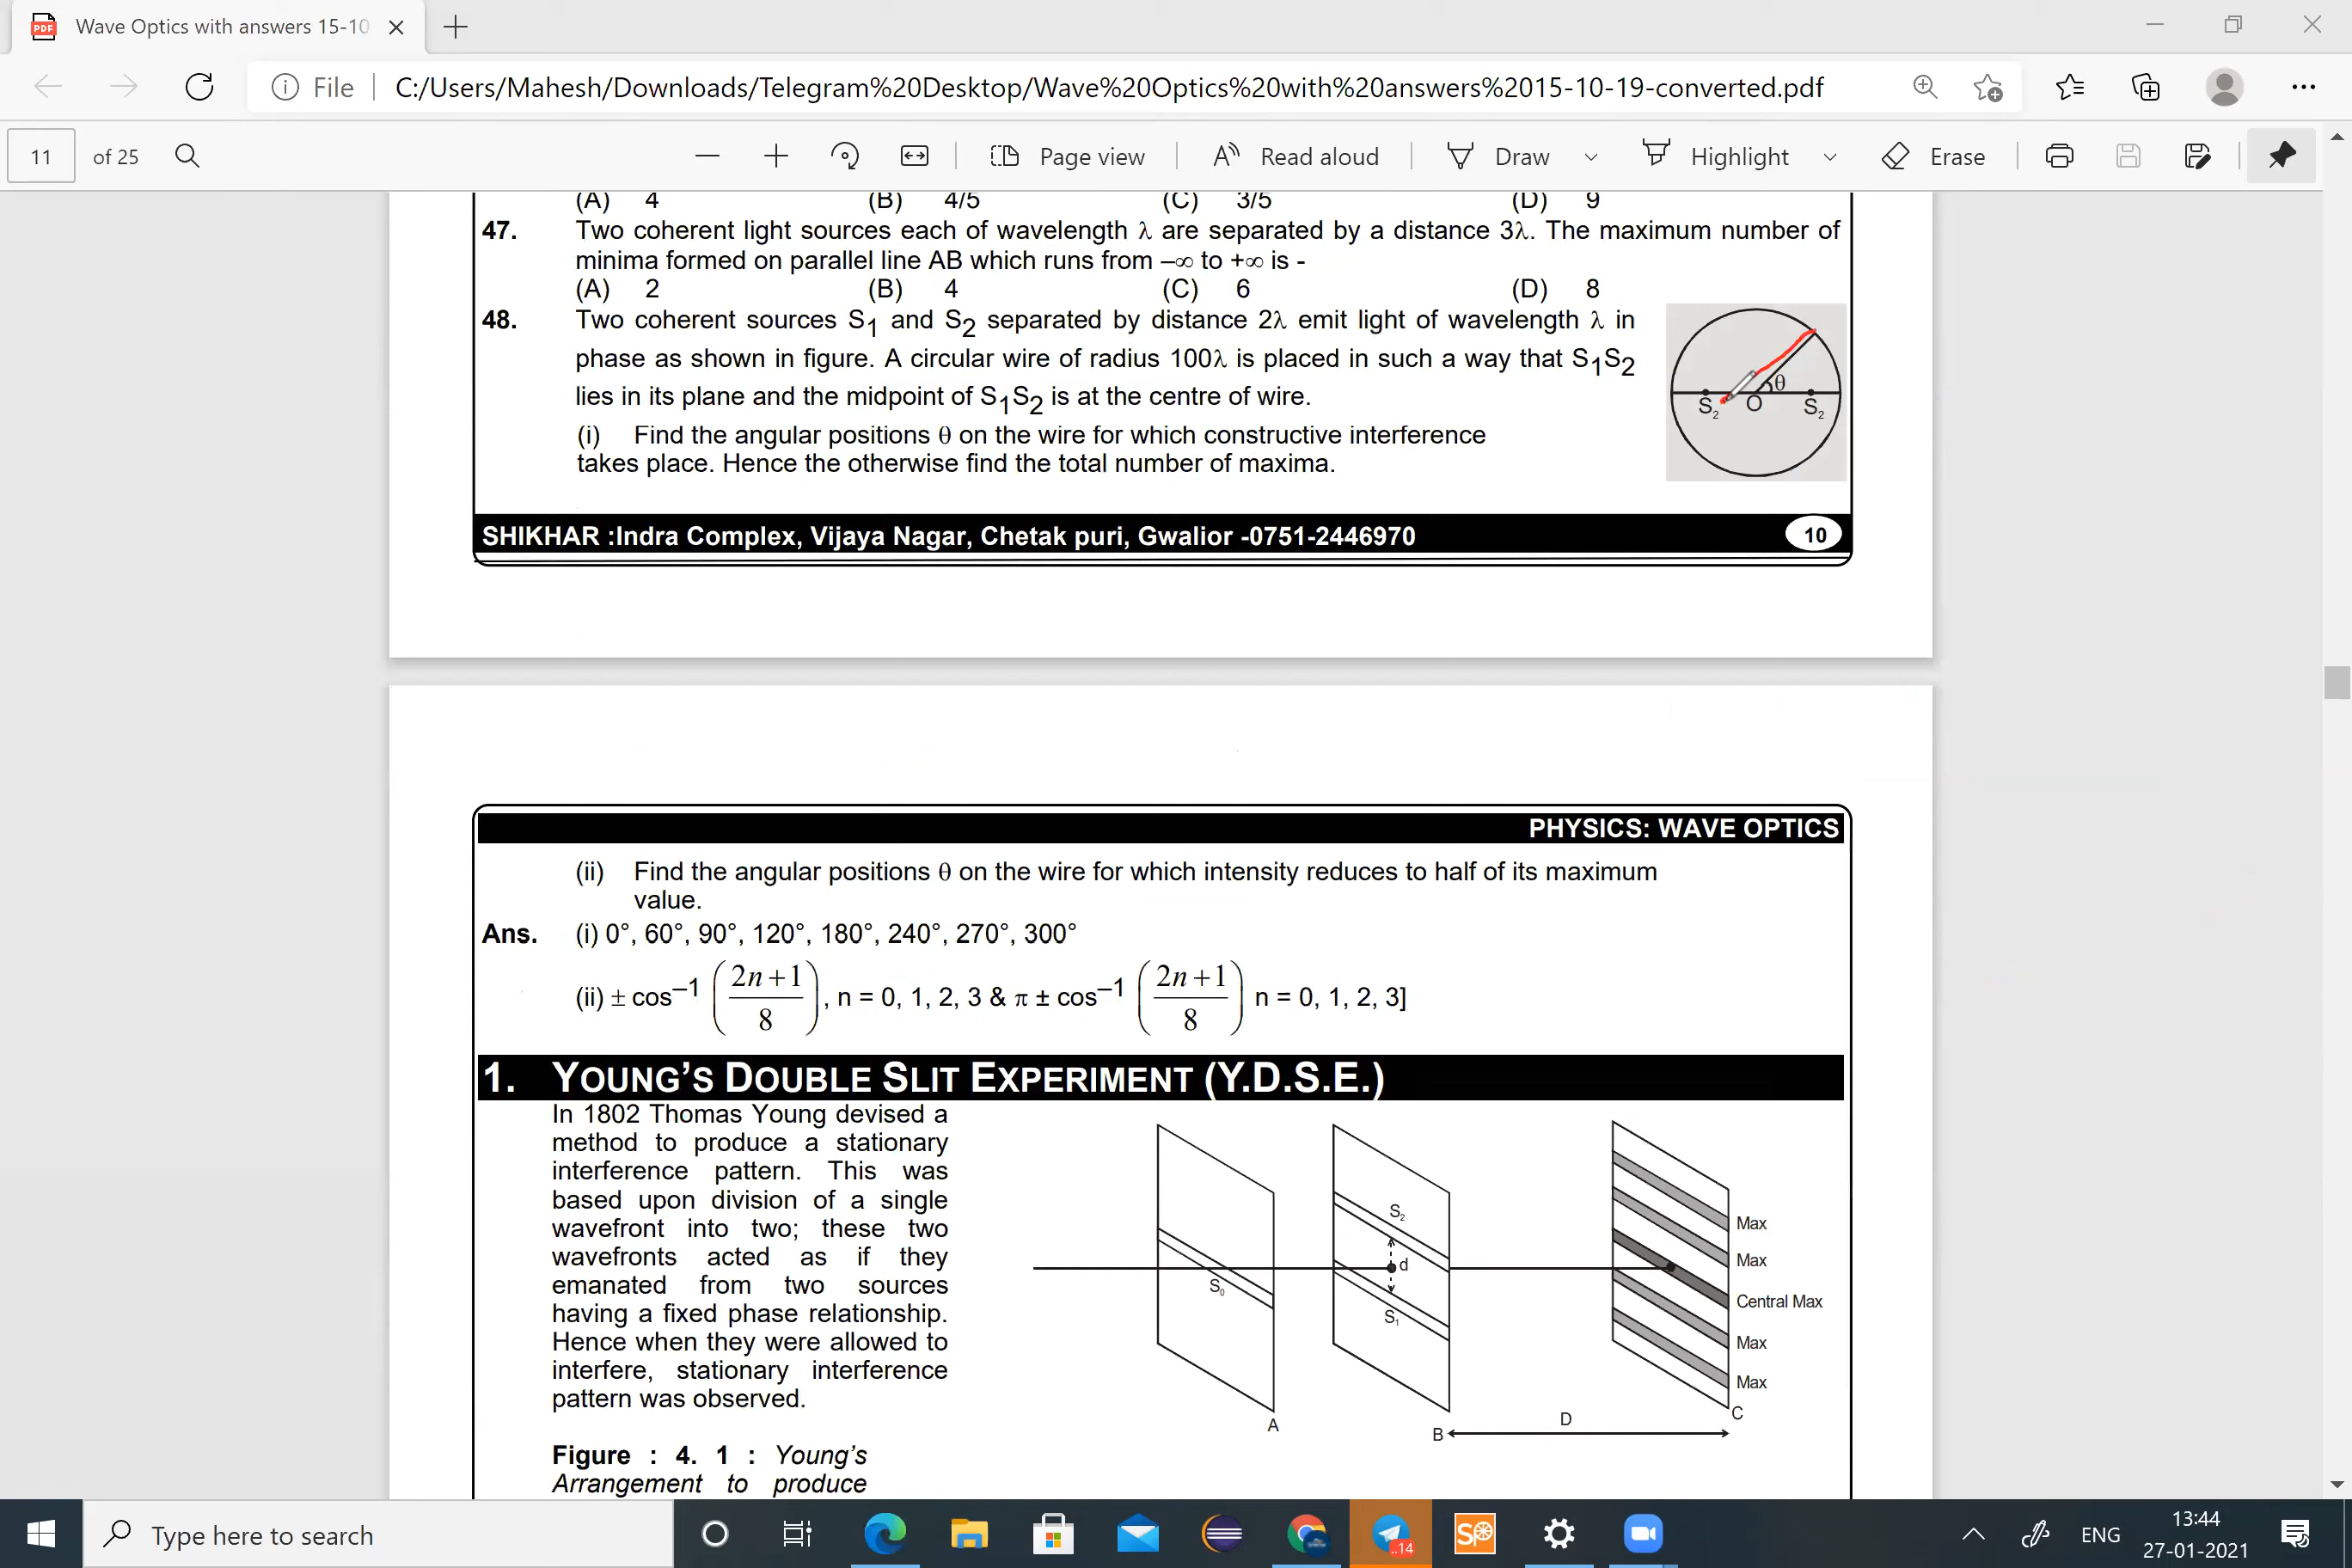 Wave Optics with answers 15-10
File
C:/Users/Mahesh/Downloads/Telegram%20Desktop/Wave%20Optics%20with%20answers%2015-10-19-converted.pdf
11 of 25
Page view
Read aloud
Draw
Highlight
Erase
(A) 4 (B) 4/5 (C) 3/5 (D) 9
47. Two coherent light sources each of wavelength λ are separated by a distance 3λ. The maximum number of
minima formed on parallel line AB which runs from –∞ to +∞ is -
(A) 2 (B) 4 (C) 6 (D) 8
48. Two coherent sources S1 and S2 separated by distance 2λ emit light of wavelength λ in
phase as shown in figure. A circular wire of radius 100λ is placed in such a way that S1S2
lies in its plane and the midpoint of S1S2 is at the centre of wire.
(i) Find the angular positions θ on the wire for which constructive interference
takes place. Hence the otherwise find the total number of maxima.
θ
S2 O S2
SHIKHAR :Indra Complex, Vijaya Nagar, Chetak puri, Gwalior -0751-2446970 10
PHYSICS: WAVE OPTICS
(ii) Find the angular positions θ on the wire for which intensity reduces to half of its maximum
value.
Ans. (i) 0°, 60°, 90°, 120°, 180°, 240°, 270°, 300°
(ii) ± cos–1 (2n+1/8), n = 0, 1, 2, 3 & π ± cos–1 (2n+1/8) n = 0, 1, 2, 3]
1. YOUNG'S DOUBLE SLIT EXPERIMENT (Y.D.S.E.)
In 1802 Thomas Young devised a
method to produce a stationary
interference pattern. This was
based upon division of a single
wavefront into two; these two
wavefronts acted as if they
emanated from two sources
having a fixed phase relationship.
Hence when they were allowed to
interfere, stationary interference
pattern was observed.
Figure : 4. 1 : Young's
Arrangement to produce
S0
A
S2
d
S1
B
D
Max
Max
Central Max
Max
Max
C
Type here to search
SP
..14
ENG
13:44
27-01-2021